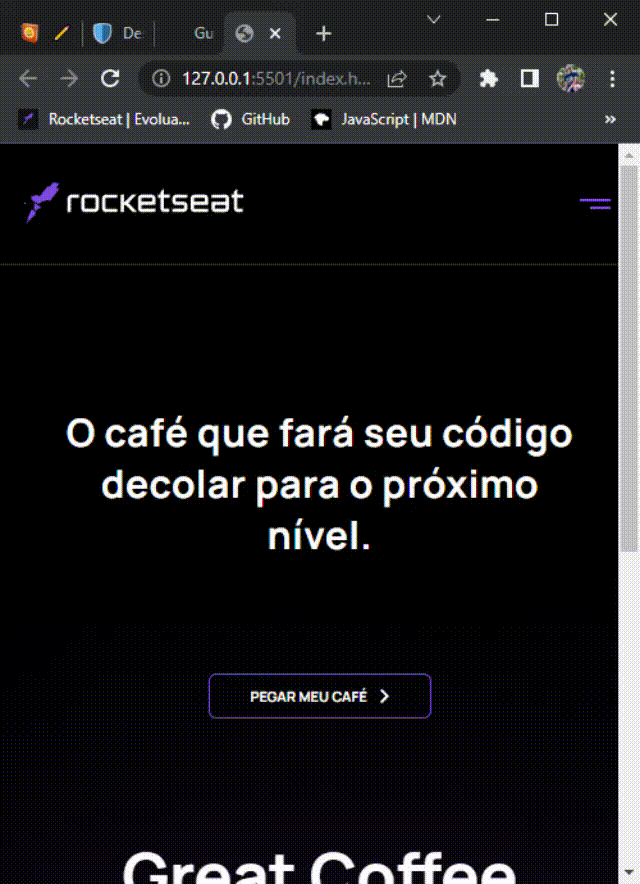 De
Gu
127.0.0.1:5501/index.h...
Rocketseat | Evolua... GitHub JavaScript | MDN
rocketseat
O café que fará seu código
decolar para o próximo
nível.
PEGAR MEU CAFÉ
Great Coffee